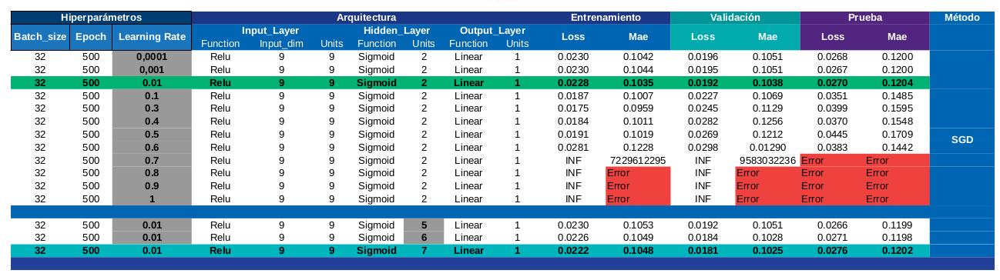 Hiperparámetros Arquitectura Entrenamiento Validación Prueba Método
Batch_size Epoch Learning Rate Input_Layer Hidden_Layer Output_Layer Loss Mae Loss Mae Loss Mae
Function Input_dim Units Function Units Function Units
32 500 0,0001 Relu 9 9 Sigmoid 2 Linear 1 0.0230 0.1042 0.0196 0.1051 0.0268 0.1200
32 500 0,001 Relu 9 9 Sigmoid 2 Linear 1 0.0230 0.1044 0.0195 0.1051 0.0267 0.1200
32 500 0.01 Relu 9 9 Sigmoid 2 Linear 1 0.0228 0.1035 0.0192 0.1038 0.0270 0.1204
32 500 0.1 Relu 9 9 Sigmoid 2 Linear 1 0.0187 0.1007 0.0227 0.1069 0.0351 0.1485
32 500 0.3 Relu 9 9 Sigmoid 2 Linear 1 0.0175 0.0959 0.0245 0.1129 0.0399 0.1595
32 500 0.4 Relu 9 9 Sigmoid 2 Linear 1 0.0184 0.1011 0.0282 0.1256 0.0370 0.1548
32 500 0.5 Relu 9 9 Sigmoid 2 Linear 1 0.0191 0.1019 0.0269 0.1212 0.0445 0.1709
SGD
32 500 0.6 Relu 9 9 Sigmoid 2 Linear 1 0.0281 0.1228 0.0298 0.01290 0.0383 0.1442
32 500 0.7 Relu 9 9 Sigmoid 2 Linear 1 INF 7229612295 INF 9583032236 Error Error
32 500 0.8 Relu 9 9 Sigmoid 2 Linear 1 INF Error INF Error Error Error
32 500 0.9 Relu 9 9 Sigmoid 2 Linear 1 INF Error INF Error Error Error
32 500 1 Relu 9 9 Sigmoid 2 Linear 1 INF Error INF Error Error Error
32 500 0.01 Relu 9 9 Sigmoid 5 Linear 1 0.0230 0.1053 0.0192 0.1051 0.0266 0.1199
32 500 0.01 Relu 9 9 Sigmoid 6 Linear 1 0.0226 0.1049 0.0184 0.1028 0.0271 0.1198
32 500 0.01 Relu 9 9 Sigmoid 7 Linear 1 0.0222 0.1048 0.0181 0.1025 0.0276 0.1202